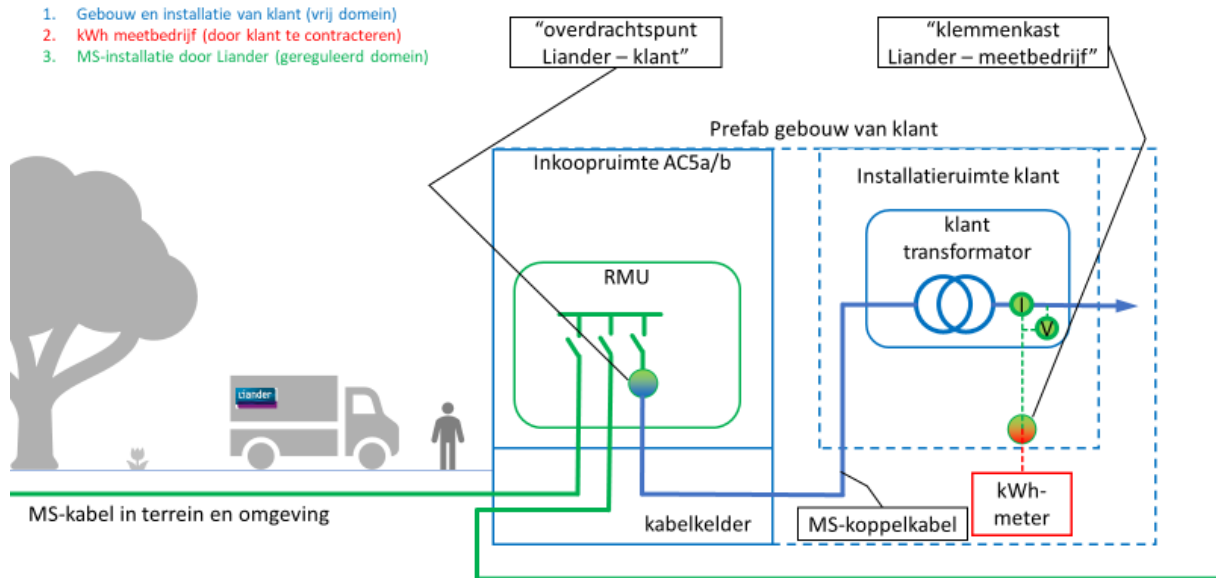 1. Gebouw en installatie van klant (vrij domein)
2. kWh meetbedrijf (door klant te contracteren)
3. MS-installatie door Liander (gereguleerd domein)
“overdrachtspunt
Liander – klant”
“klemmenkast
Liander – meetbedrijf”
Prefab gebouw van klant
Inkoopruimte AC5a/b
Installatieruimte klant
klant
transformator
RMU
I
V
Liander
MS-kabel in terrein en omgeving
kabelkelder
MS-koppelkabel
kWh-
meter